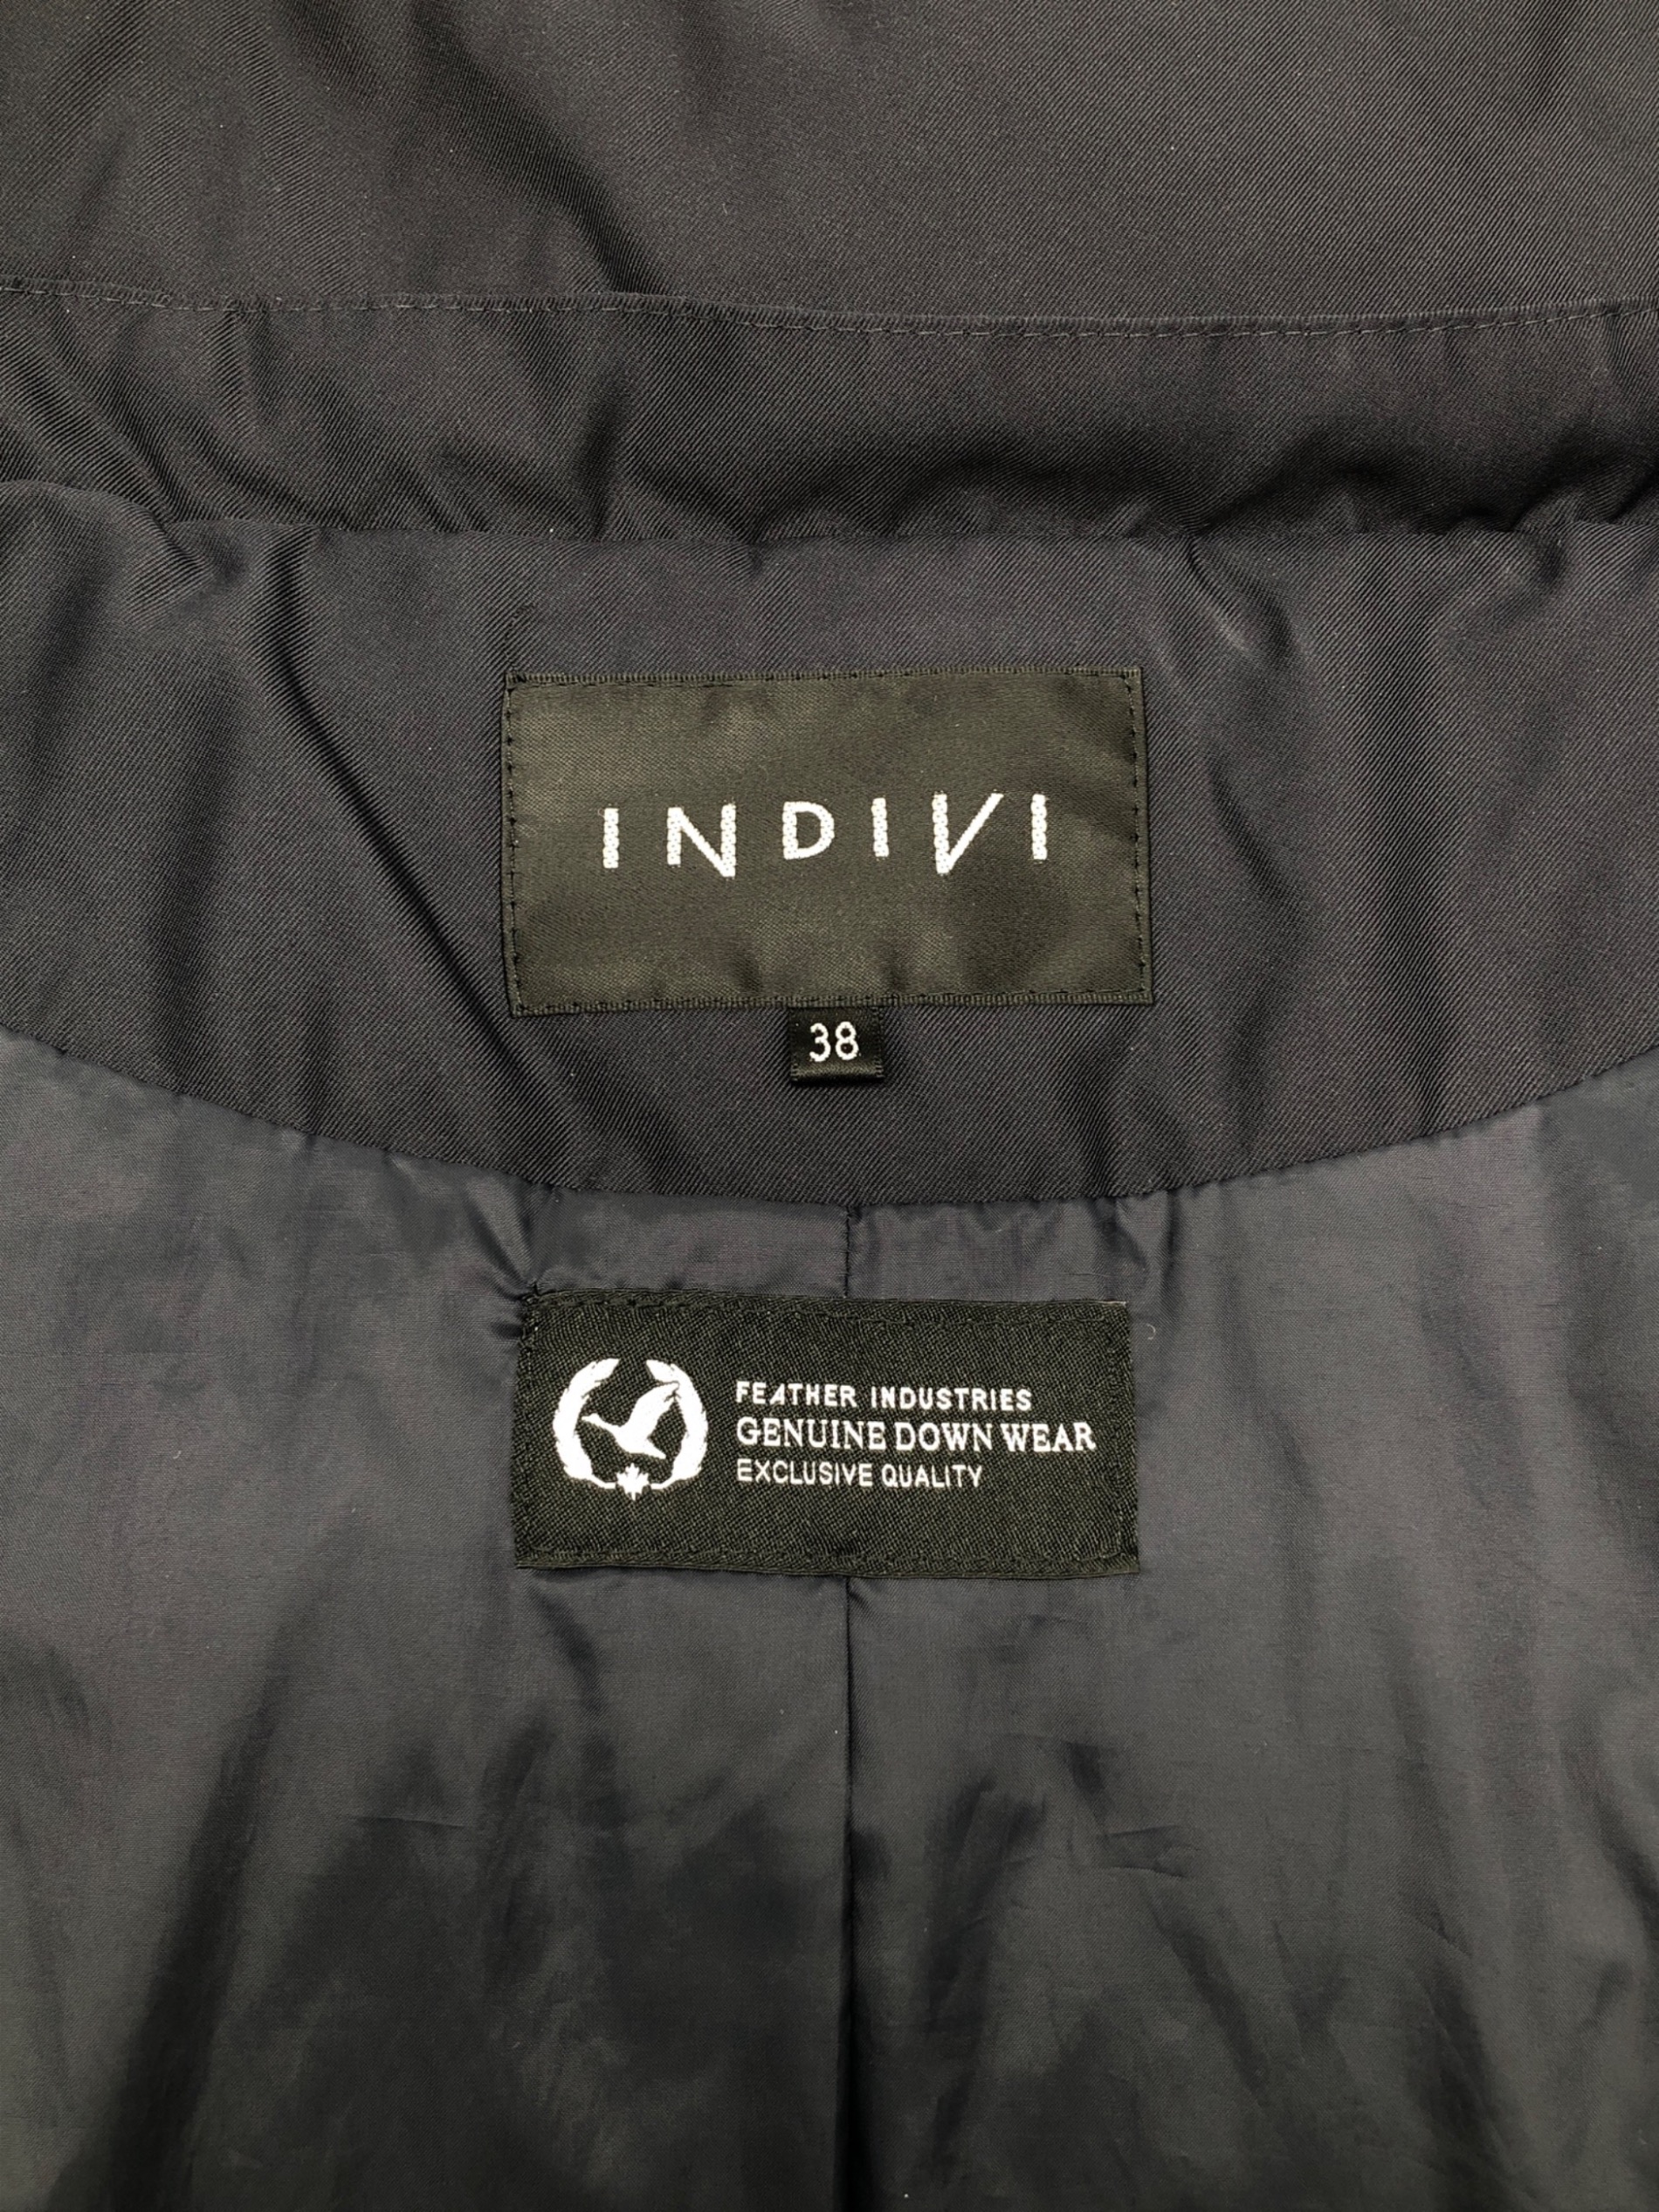 INDIVI
38
FEATHER INDUSTRIES
GENUINE DOWN WEAR
EXCLUSIVE QUALITY